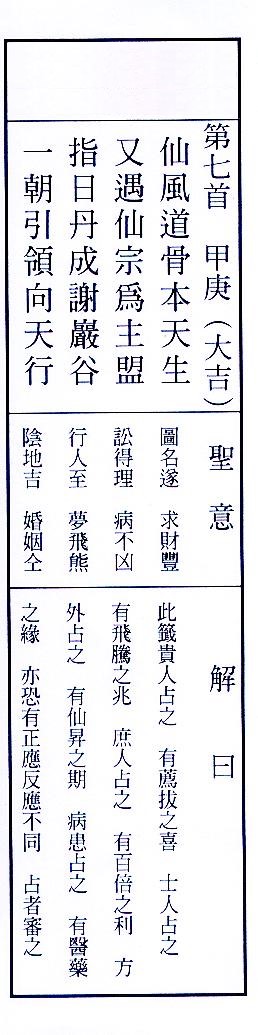 第七首　甲庚（大吉）
仙風道骨本天生
又遇仙宗爲主盟
指日丹成謝巖谷
一朝引領向天行
聖意
圖名遂　求財豐
訟得理　病不凶
行人至　夢飛熊
陰地吉　婚姻仝
解曰
此籤貴人占之　有薦拔之喜　士人占之
有飛騰之兆　庶人占之　有百倍之利　方
外占之　有仙昇之期　病患占之　有醫藥
之緣　亦恐有正應反應不同　占者審之